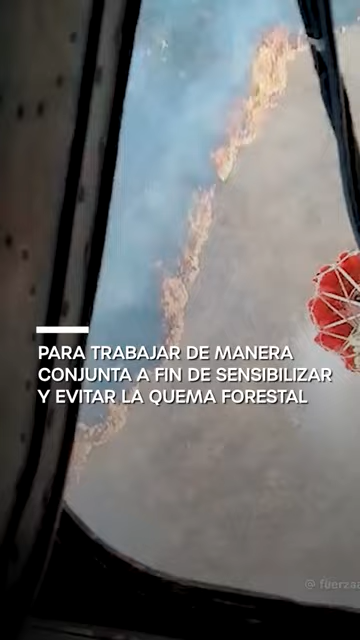 PARA TRABAJAR DE MANERA
CONJUNTA A FIN DE SENSIBILIZAR
Y EVITAR LA QUEMA FORESTAL